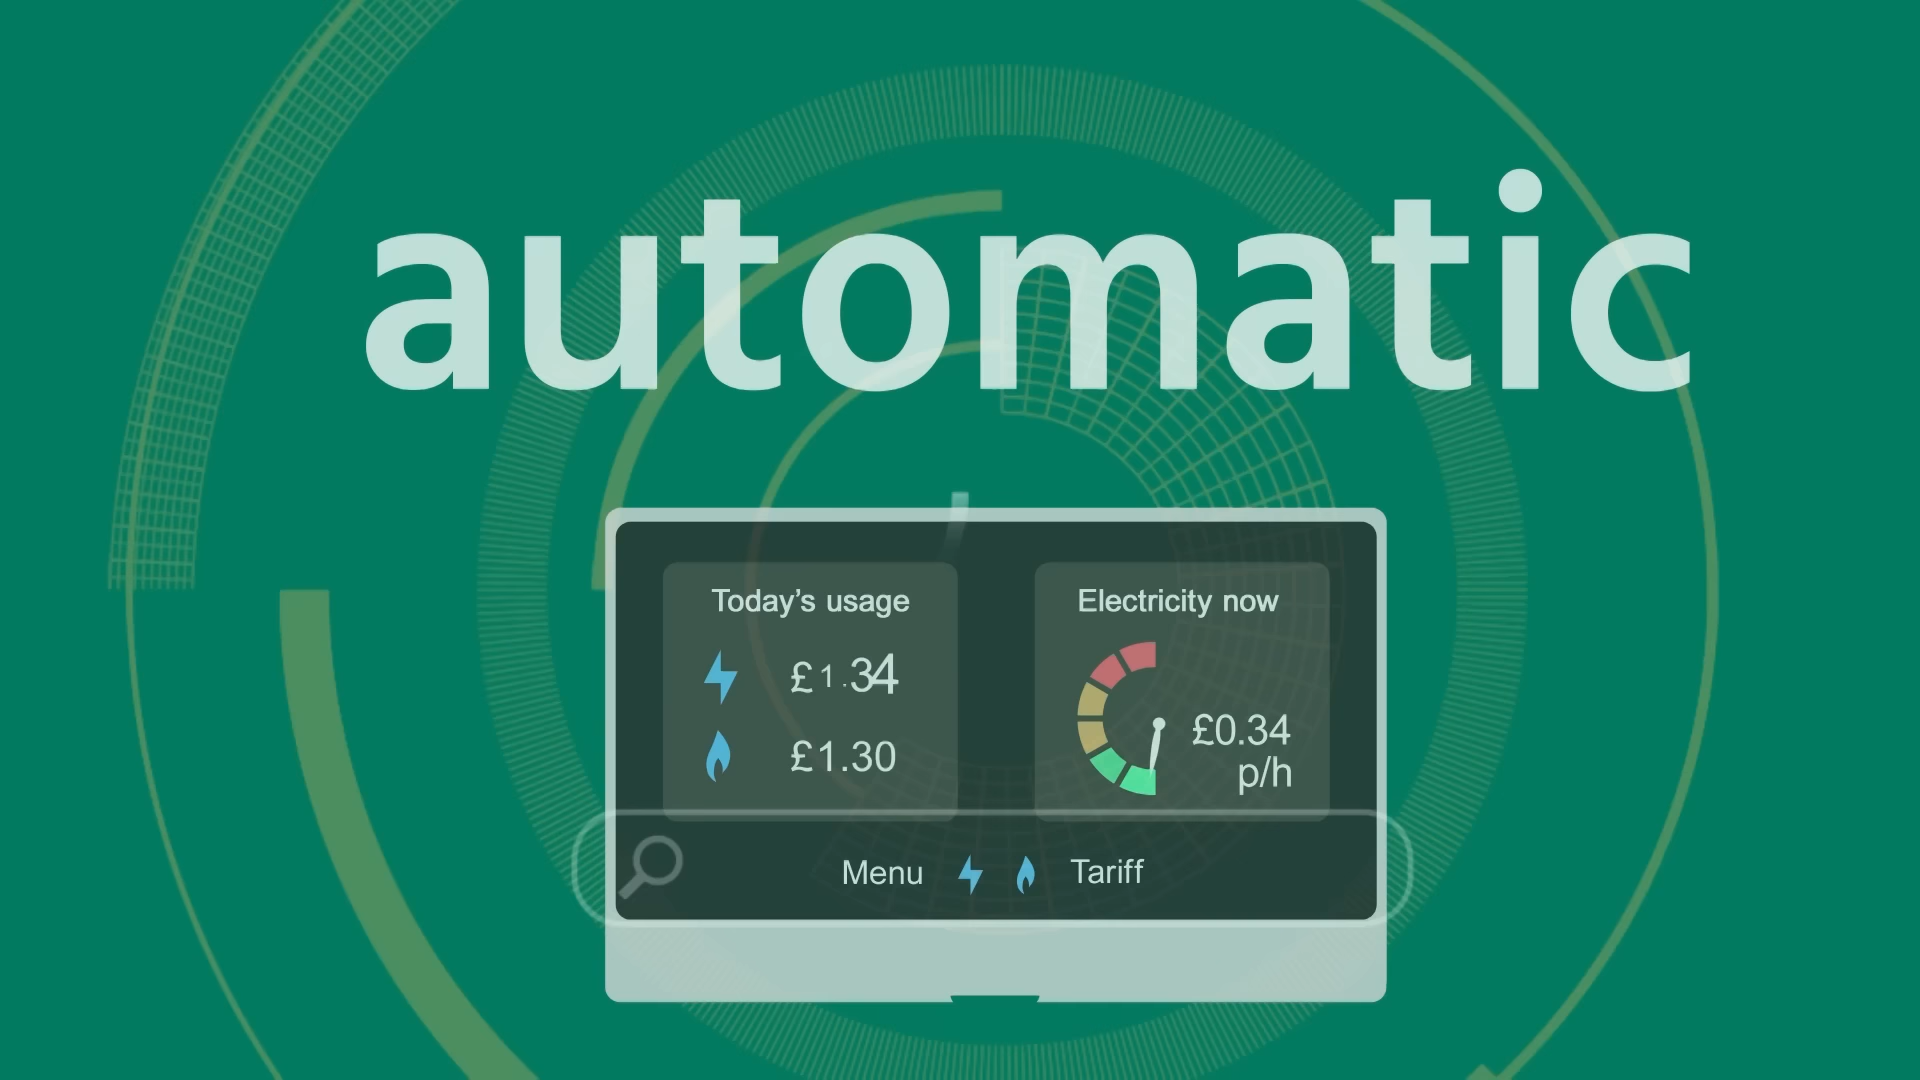 automatic
Today's usage
£1.34
£1.30
Electricity now
£0.34
p/h
Menu
Tariff